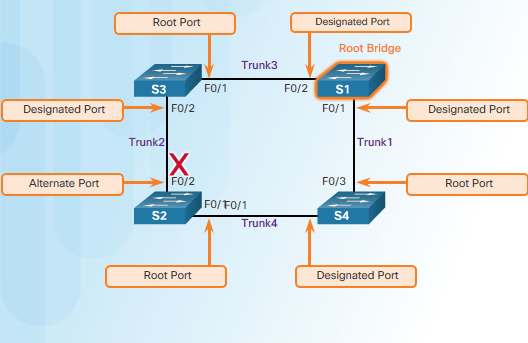 Root Port
Designated Port
Root Bridge
Trunk3
S3
S1
F0/1
F0/2
Designated Port
F0/2
F0/1
Designated Port
Trunk2
Trunk1
X
Alternate Port
F0/2
F0/3
Root Port
F0/1
F0/1
S2
S4
Trunk4
Root Port
Designated Port